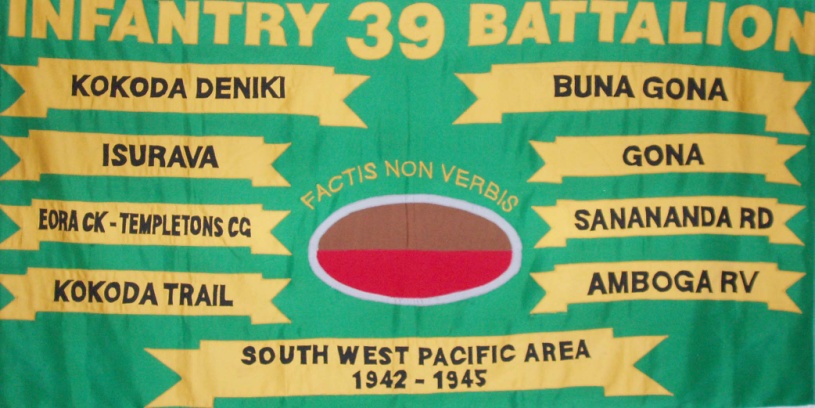 INFANTRY 39 BATTALION
KOKODA DENIKI
ISURAVA
EORA CK - TEMPLETONS CG
KOKODA TRAIL
FACTIS NON VERBIS
BUNA GONA
GONA
SANANANDA RD
AMBOGA RV
SOUTH WEST PACIFIC AREA
1942 - 1945